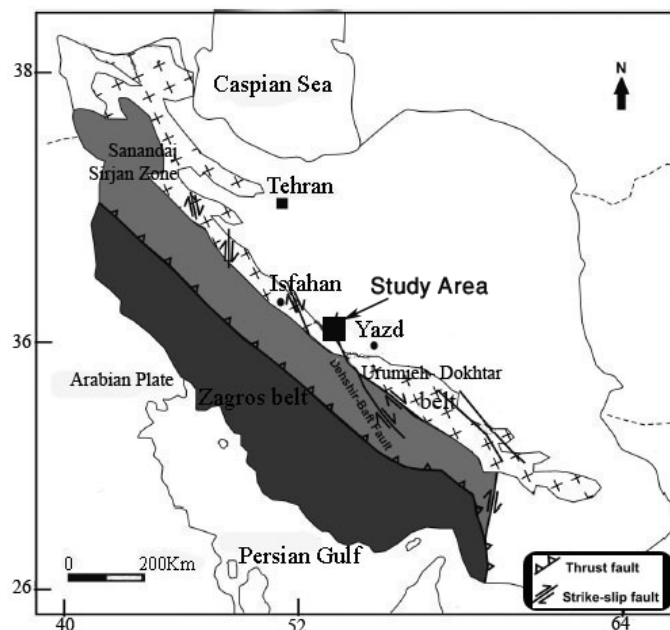 38
Caspian Sea
N
Sanandaj
Sirjan Zone
Tehran
Isfahan
Study Area
36
Yazd
Urumieh-Dokhtar
belt
Arabian Plate
Zagros belt
Dehshir-Baft Fault
0 200Km
Persian Gulf
Thrust fault
Strike-slip fault
26
40
52
64